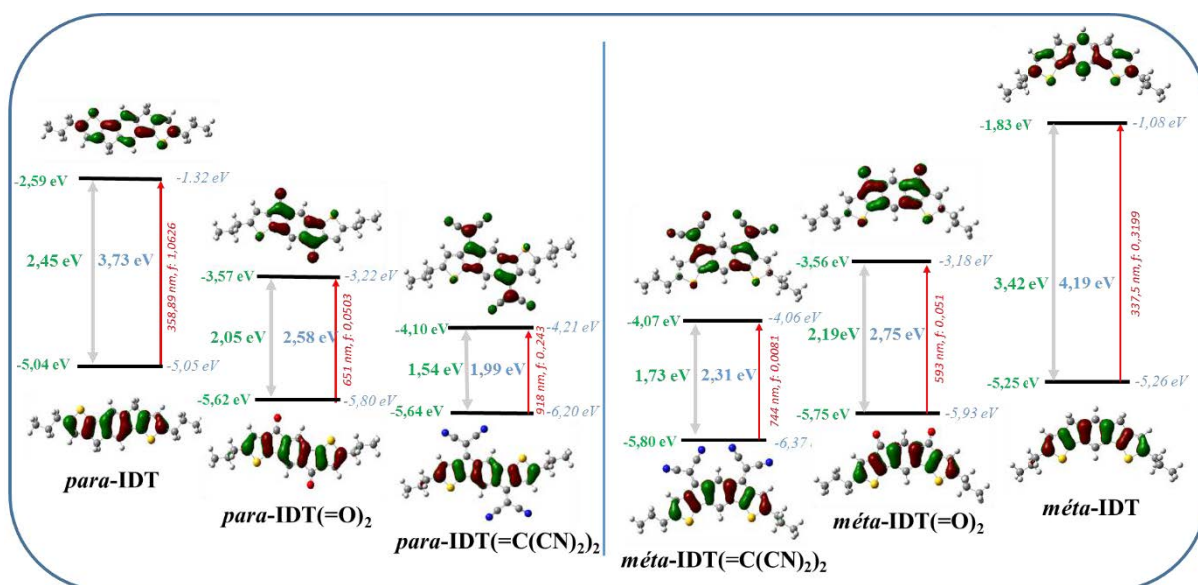 -2,59 eV
-1.32 eV
2,45 eV
3,73 eV
358,89 nm, f: 1,0626
-5,04 eV
-5,05 eV
para-IDT
-3,57 eV
-3,22 eV
2,05 eV
2,58 eV
651 nm, f: 0,0503
-5,62 eV
-5,80 eV
para-IDT(=O)₂
-4,10 eV
-4,21 eV
1,54 eV
1,99 eV
918 nm, f: 0,,243
-5,64 eV
-6,20 eV
para-IDT(=C(CN)₂)₂
-4,07 eV
-4,06 eV
1,73 eV
2,31 eV
744 nm, f: 0,0081
-5,80 eV
-6,37
méta-IDT(=C(CN)₂)₂
-3,56 eV
-3,18 eV
2,19eV
2,75 eV
593 nm, f: 0,,051
-5,75 eV
-5,93 eV
méta-IDT(=O)₂
-1,83 eV
-1,08 eV
3,42 eV
4,19 eV
337,5 nm, f: 0,,3199
-5,25 eV
-5,26 eV
méta-IDT